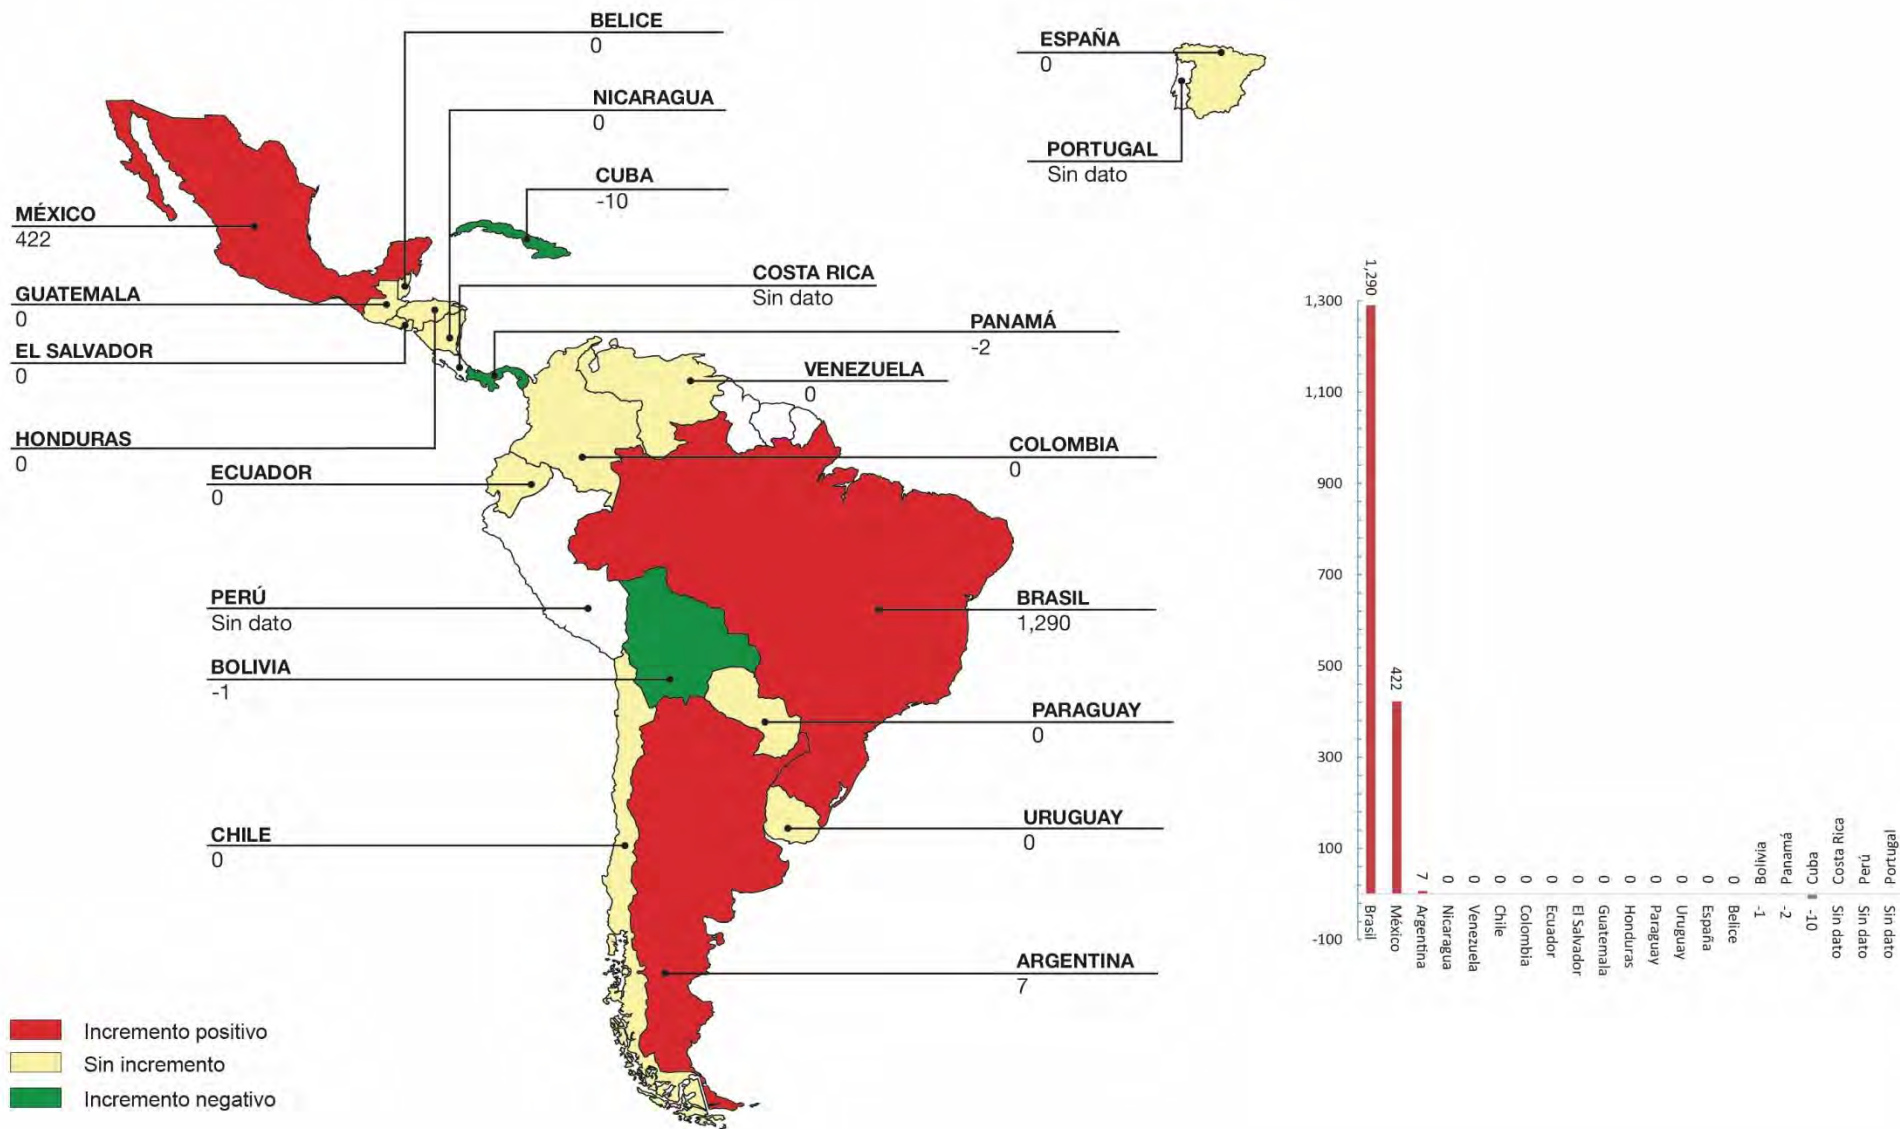 BELICE
0
ESPAÑA
0
NICARAGUA
0
PORTUGAL
Sin dato
CUBA
-10
MÉXICO
422
COSTA RICA
Sin dato
GUATEMALA
0
PANAMÁ
-2
EL SALVADOR
0
VENEZUELA
0
HONDURAS
0
COLOMBIA
0
ECUADOR
0
PERÚ
Sin dato
BRASIL
1,290
BOLIVIA
-1
PARAGUAY
0
URUGUAY
0
CHILE
0
ARGENTINA
7
Incremento positivo
Sin incremento
Incremento negativo
1,300
1,100
900
700
500
300
100
-100
1,290
422
7
0
0
0
0
0
0
0
0
0
0
0
0
Bolivia
Panamá
Cuba
Costa Rica
Perú
Portugal
Brasil
México
Argentina
Nicaragua
Venezuela
Chile
Colombia
Ecuador
El Salvador
Guatemala
Honduras
Paraguay
Uruguay
España
Belice
-1
-2
-10
Sin dato
Sin dato
Sin dato